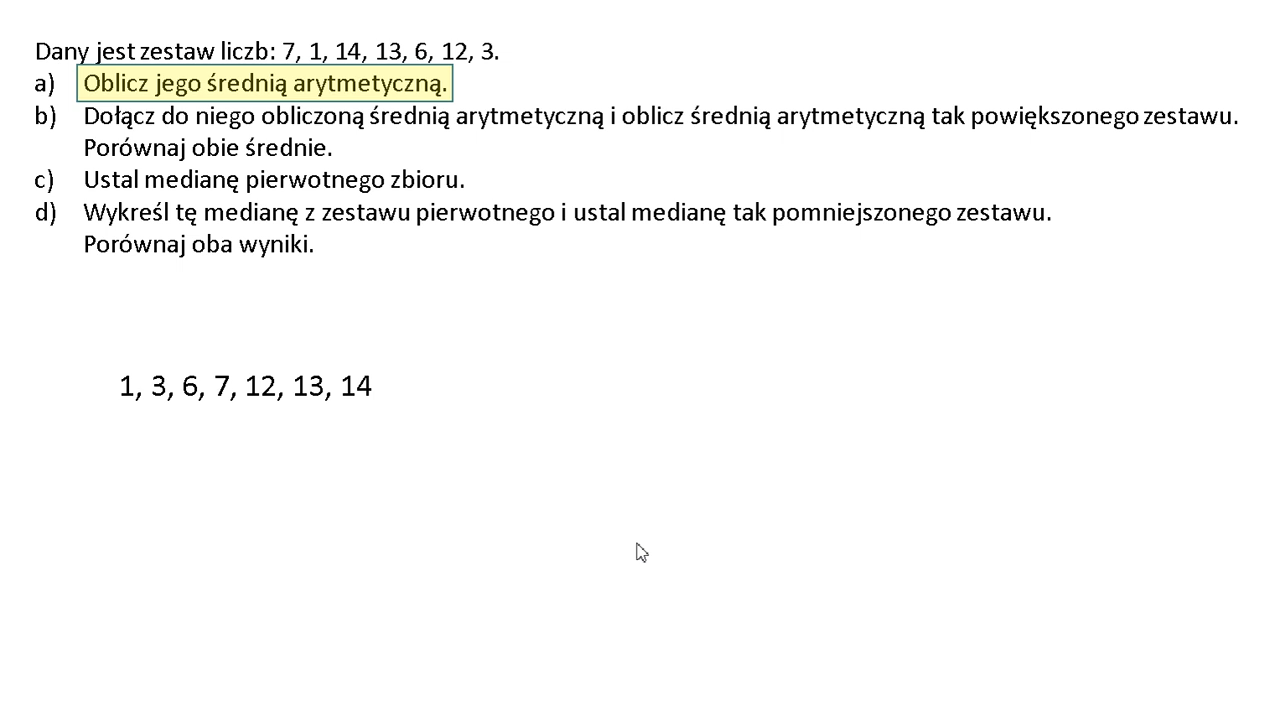 Dany jest zestaw liczb: 7, 1, 14, 13, 6, 12, 3.
a) Oblicz jego średnią arytmetyczną.
b) Dołącz do niego obliczoną średnią arytmetyczną i oblicz średnią arytmetyczną tak powiększonego zestawu.
Porównaj obie średnie.
c) Ustal medianę pierwotnego zbioru.
d) Wykreśl tę medianę z zestawu pierwotnego i ustal medianę tak pomniejszonego zestawu.
Porównaj oba wyniki.
1, 3, 6, 7, 12, 13, 14